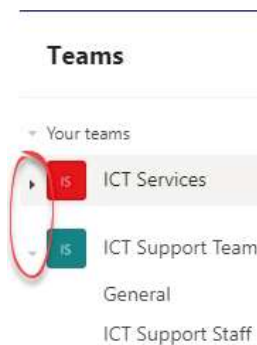 Teams
Your teams
IS ICT Services
IS ICT Support Team
General
ICT Support Staff